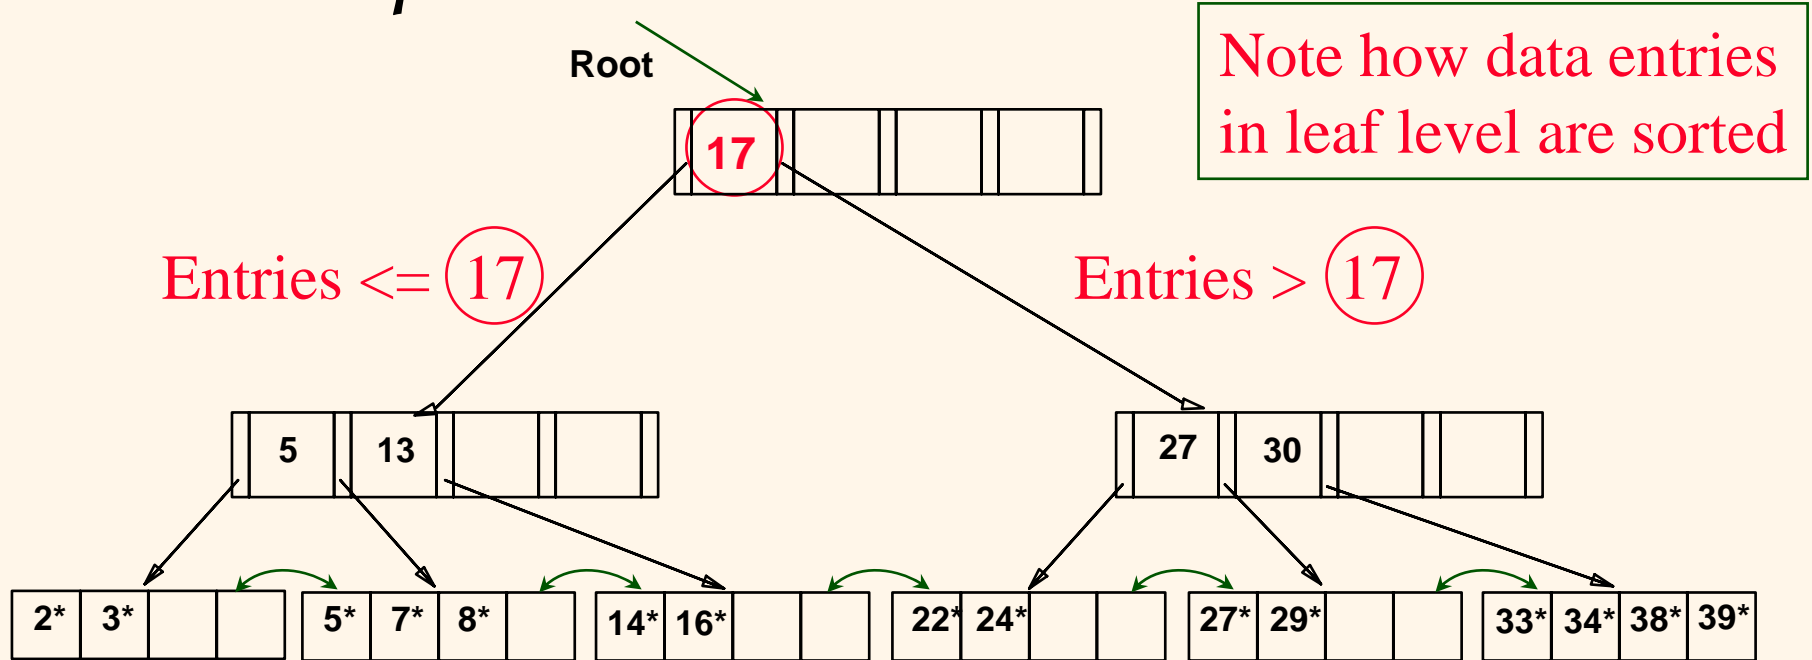 Root
Note how data entries
in leaf level are sorted
17
Entries <= 17
Entries > 17
5 13
27 30
2* 3*
5* 7* 8*
14* 16*
22* 24*
27* 29*
33* 34* 38* 39*